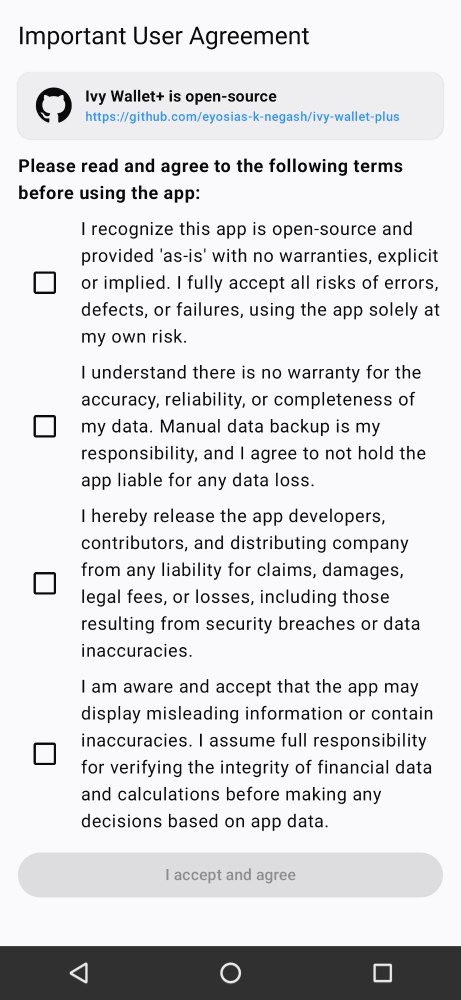 Important User Agreement
Ivy Wallet+ is open-source
https://github.com/eyosias-k-negash/ivy-wallet-plus
Please read and agree to the following terms
before using the app:
I recognize this app is open-source and
provided 'as-is' with no warranties, explicit
or implied. I fully accept all risks of errors,
defects, or failures, using the app solely at
my own risk.
I understand there is no warranty for the
accuracy, reliability, or completeness of
my data. Manual data backup is my
responsibility, and I agree to not hold the
app liable for any data loss.
I hereby release the app developers,
contributors, and distributing company
from any liability for claims, damages,
legal fees, or losses, including those
resulting from security breaches or data
inaccuracies.
I am aware and accept that the app may
display misleading information or contain
inaccuracies. I assume full responsibility
for verifying the integrity of financial data
and calculations before making any
decisions based on app data.
I accept and agree